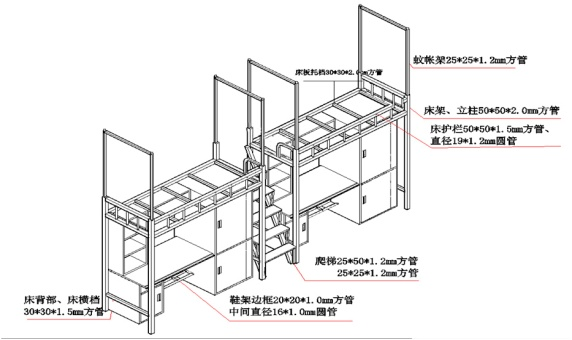 蚊帐架25*25*1.2mm方管
床板托档30*30*2.0mm方管
床架、立柱50*50*2.0mm方管
床护栏50*50*1.5mm方管、
直径19*1.2mm圆管
爬梯25*50*1.2mm方管
25*25*1.2mm方管
床背部、床横档
30*30*1.5mm方管
鞋架边框20*20*1.0mm方管
中间直径16*1.0mm圆管